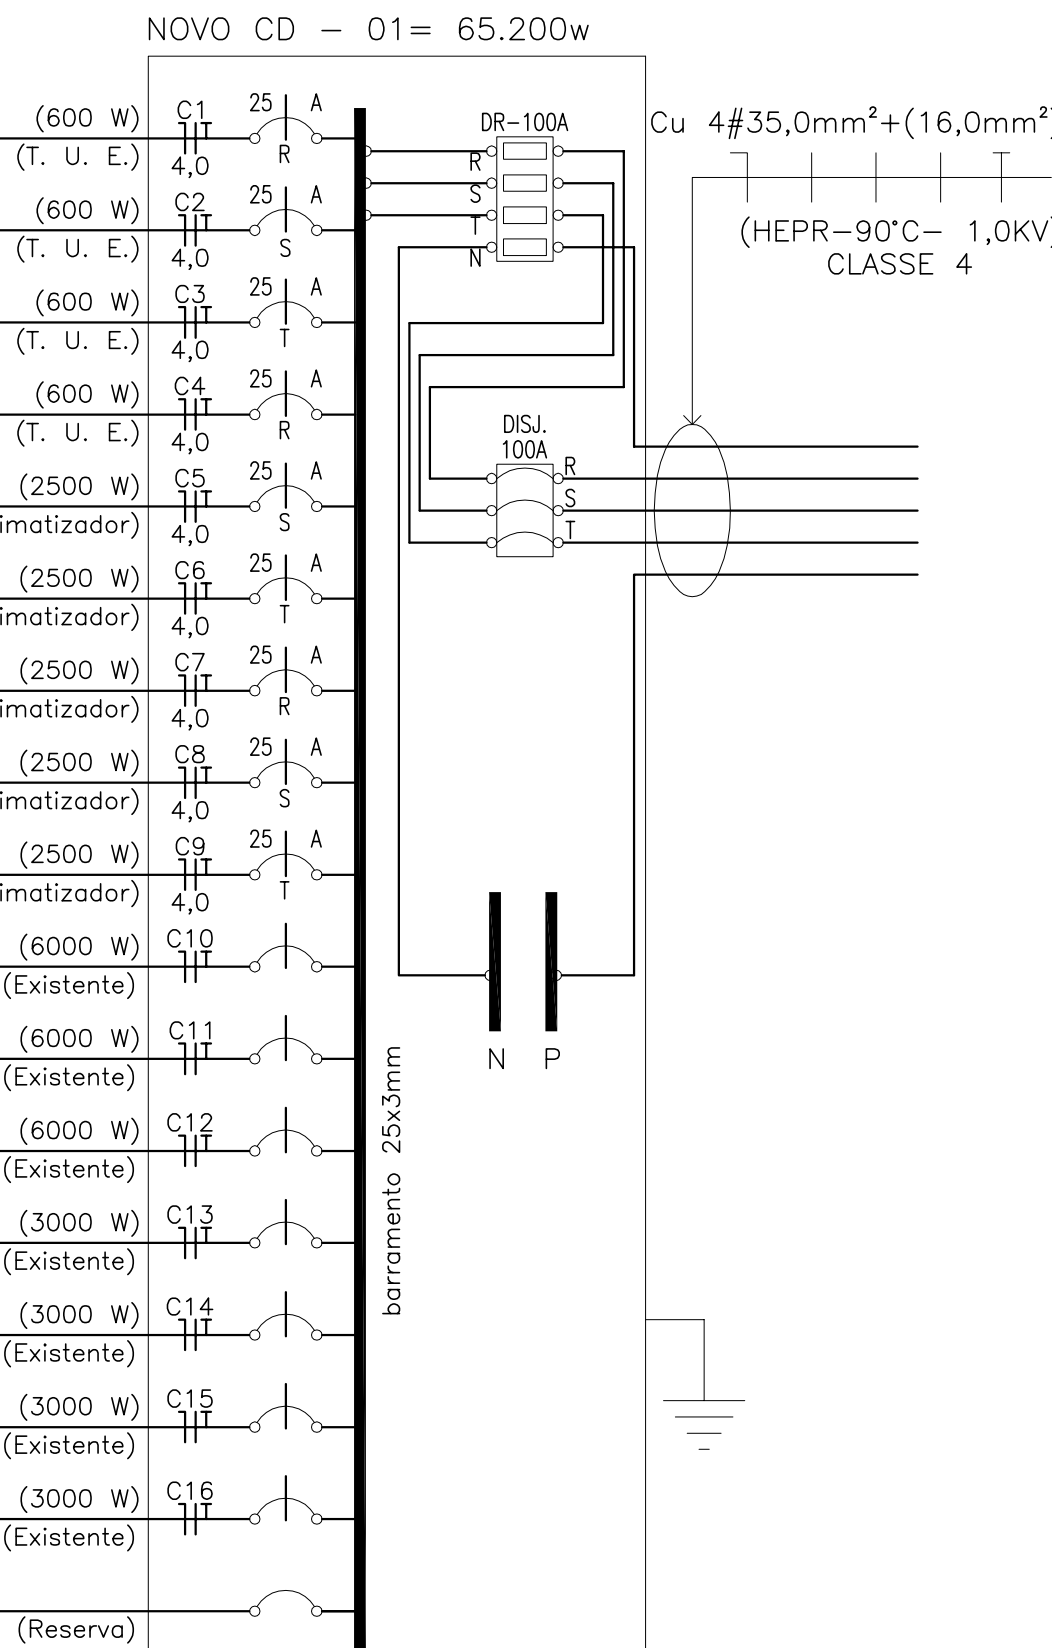 NOVO CD - 01= 65.200w
(600 W) C1 25 A
(T. U. E.) 4,0 R
(600 W) C2 25 A
(T. U. E.) 4,0 S
(600 W) C3 25 A
(T. U. E.) 4,0 T
(600 W) C4 25 A
(T. U. E.) 4,0 R
(2500 W) C5 25 A
imatizador) 4,0 S
(2500 W) C6 25 A
imatizador) 4,0 T
(2500 W) C7 25 A
imatizador) 4,0 R
(2500 W) C8 25 A
imatizador) 4,0 S
(2500 W) C9 25 A
imatizador) 4,0 T
(6000 W) C10
(Existente)
(6000 W) C11
(Existente)
(6000 W) C12
(Existente)
(3000 W) C13
(Existente)
(3000 W) C14
(Existente)
(3000 W) C15
(Existente)
(3000 W) C16
(Existente)
(Reserva)
barramento 25x3mm
DR-100A
R
S
T
N
DISJ.
100A
R
S
T
N P
Cu 4#35,0mm²+(16,0mm²)
(HEPR-90°C- 1,0KV)
CLASSE 4